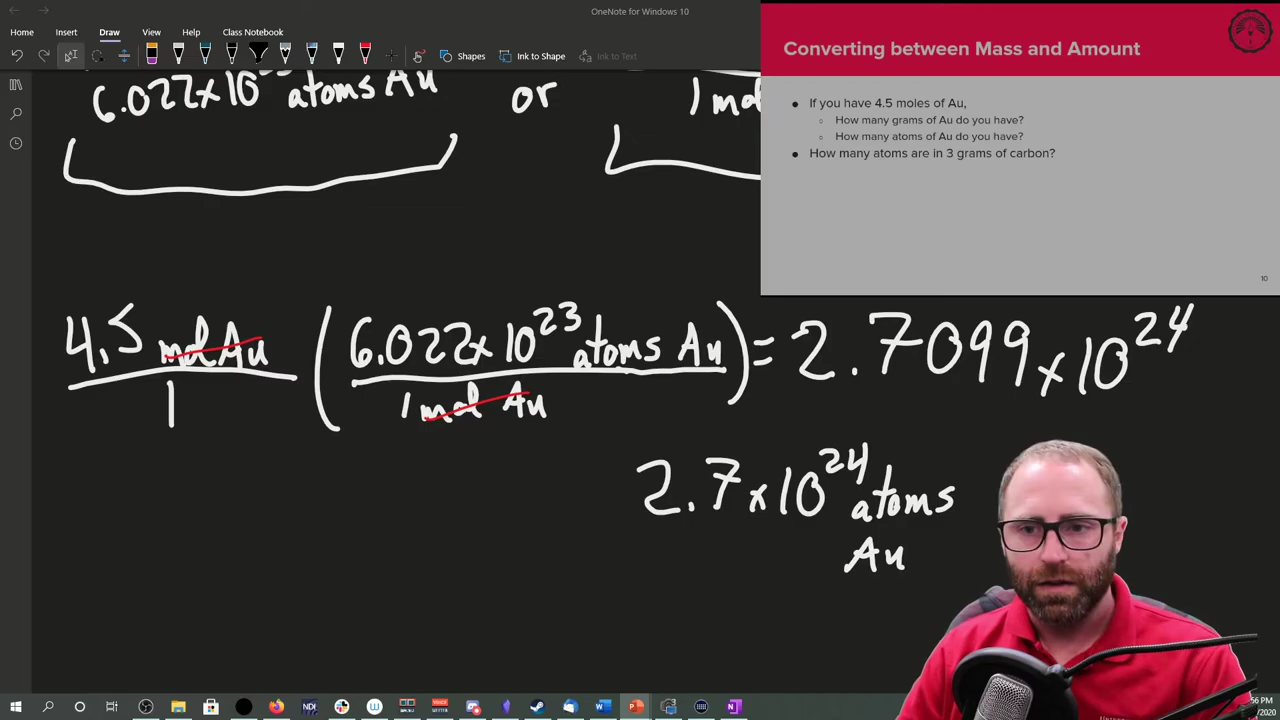 OneNote for Windows 10
Home Insert Draw View Help Class Notebook
Shapes Ink to Shape Ink to Text
Converting between Mass and Amount
● If you have 4.5 moles of Au,
○ How many grams of Au do you have?
○ How many atoms of Au do you have?
● How many atoms are in 3 grams of carbon?
10
6.022x10^23 atoms Au or 1 mol
4.5 mol Au / 1 ( 6.022x10^23 atoms Au / 1 mol Au ) = 2.7099x10^24
2.7x10^24 atoms
Au